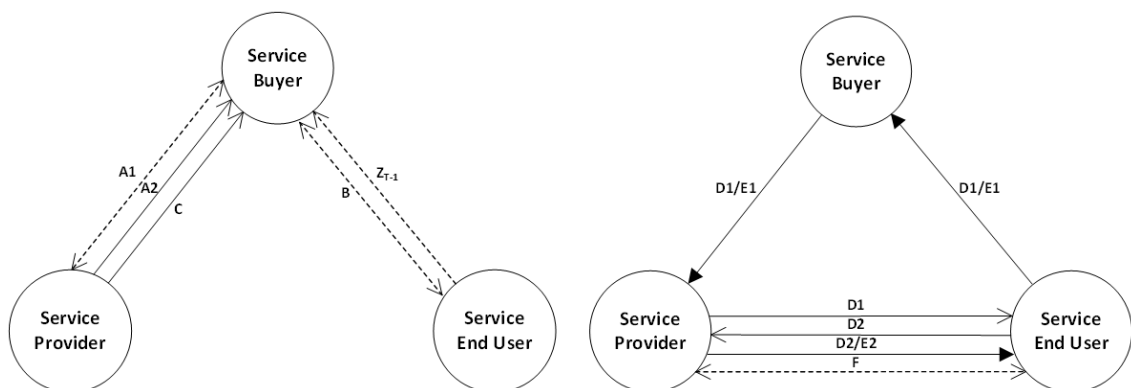 Service
Buyer
A1
A2
C
B
Z_T-1
Service
Provider
Service
End User
Service
Buyer
D1/E1
D1/E1
Service
Provider
D1
D2
D2/E2
F
Service
End User